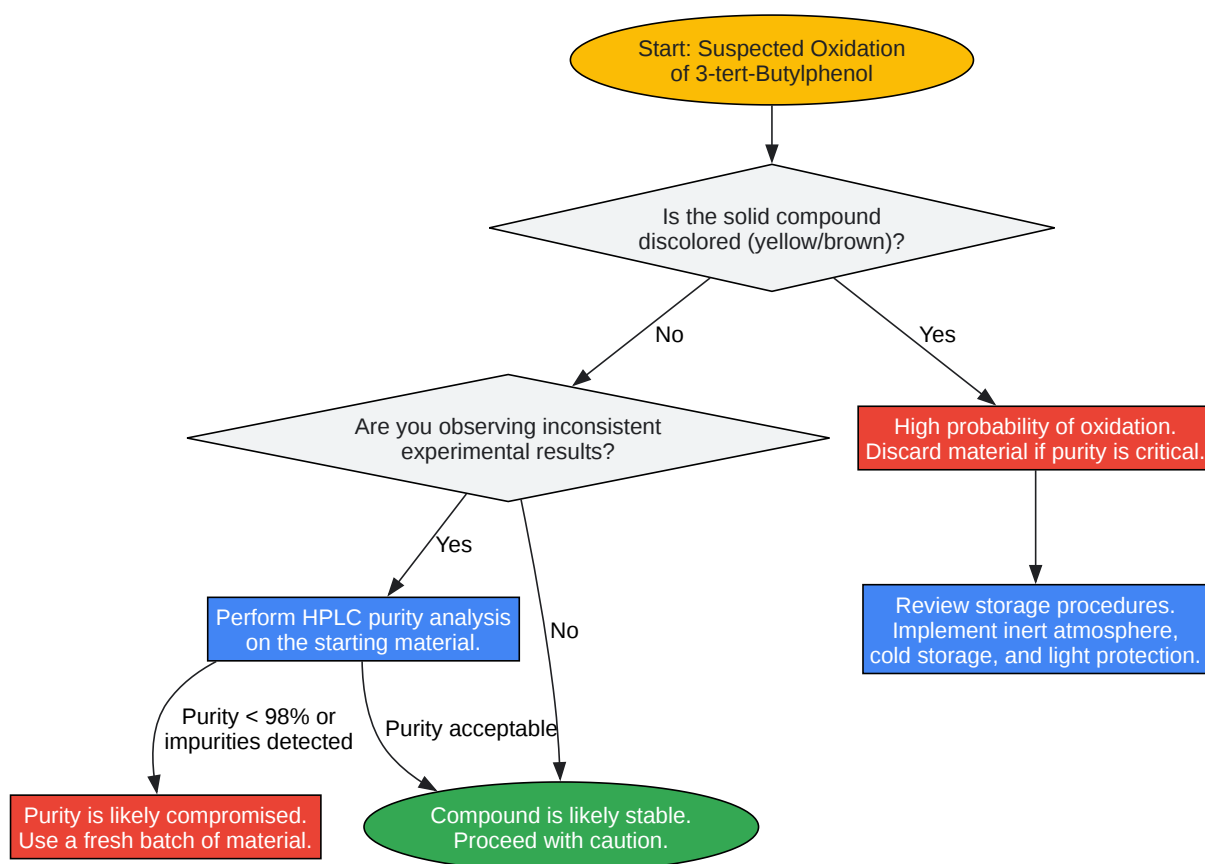 Start: Suspected Oxidation
of 3-tert-Butylphenol
Is the solid compound
discolored (yellow/brown)?
No
Yes
Are you observing inconsistent
experimental results?
High probability of oxidation.
Discard material if purity is critical.
Yes
No
Perform HPLC purity analysis
on the starting material.
Review storage procedures.
Implement inert atmosphere,
cold storage, and light protection.
Purity < 98% or
impurities detected
Purity acceptable
Purity is likely compromised.
Use a fresh batch of material.
Compound is likely stable.
Proceed with caution.